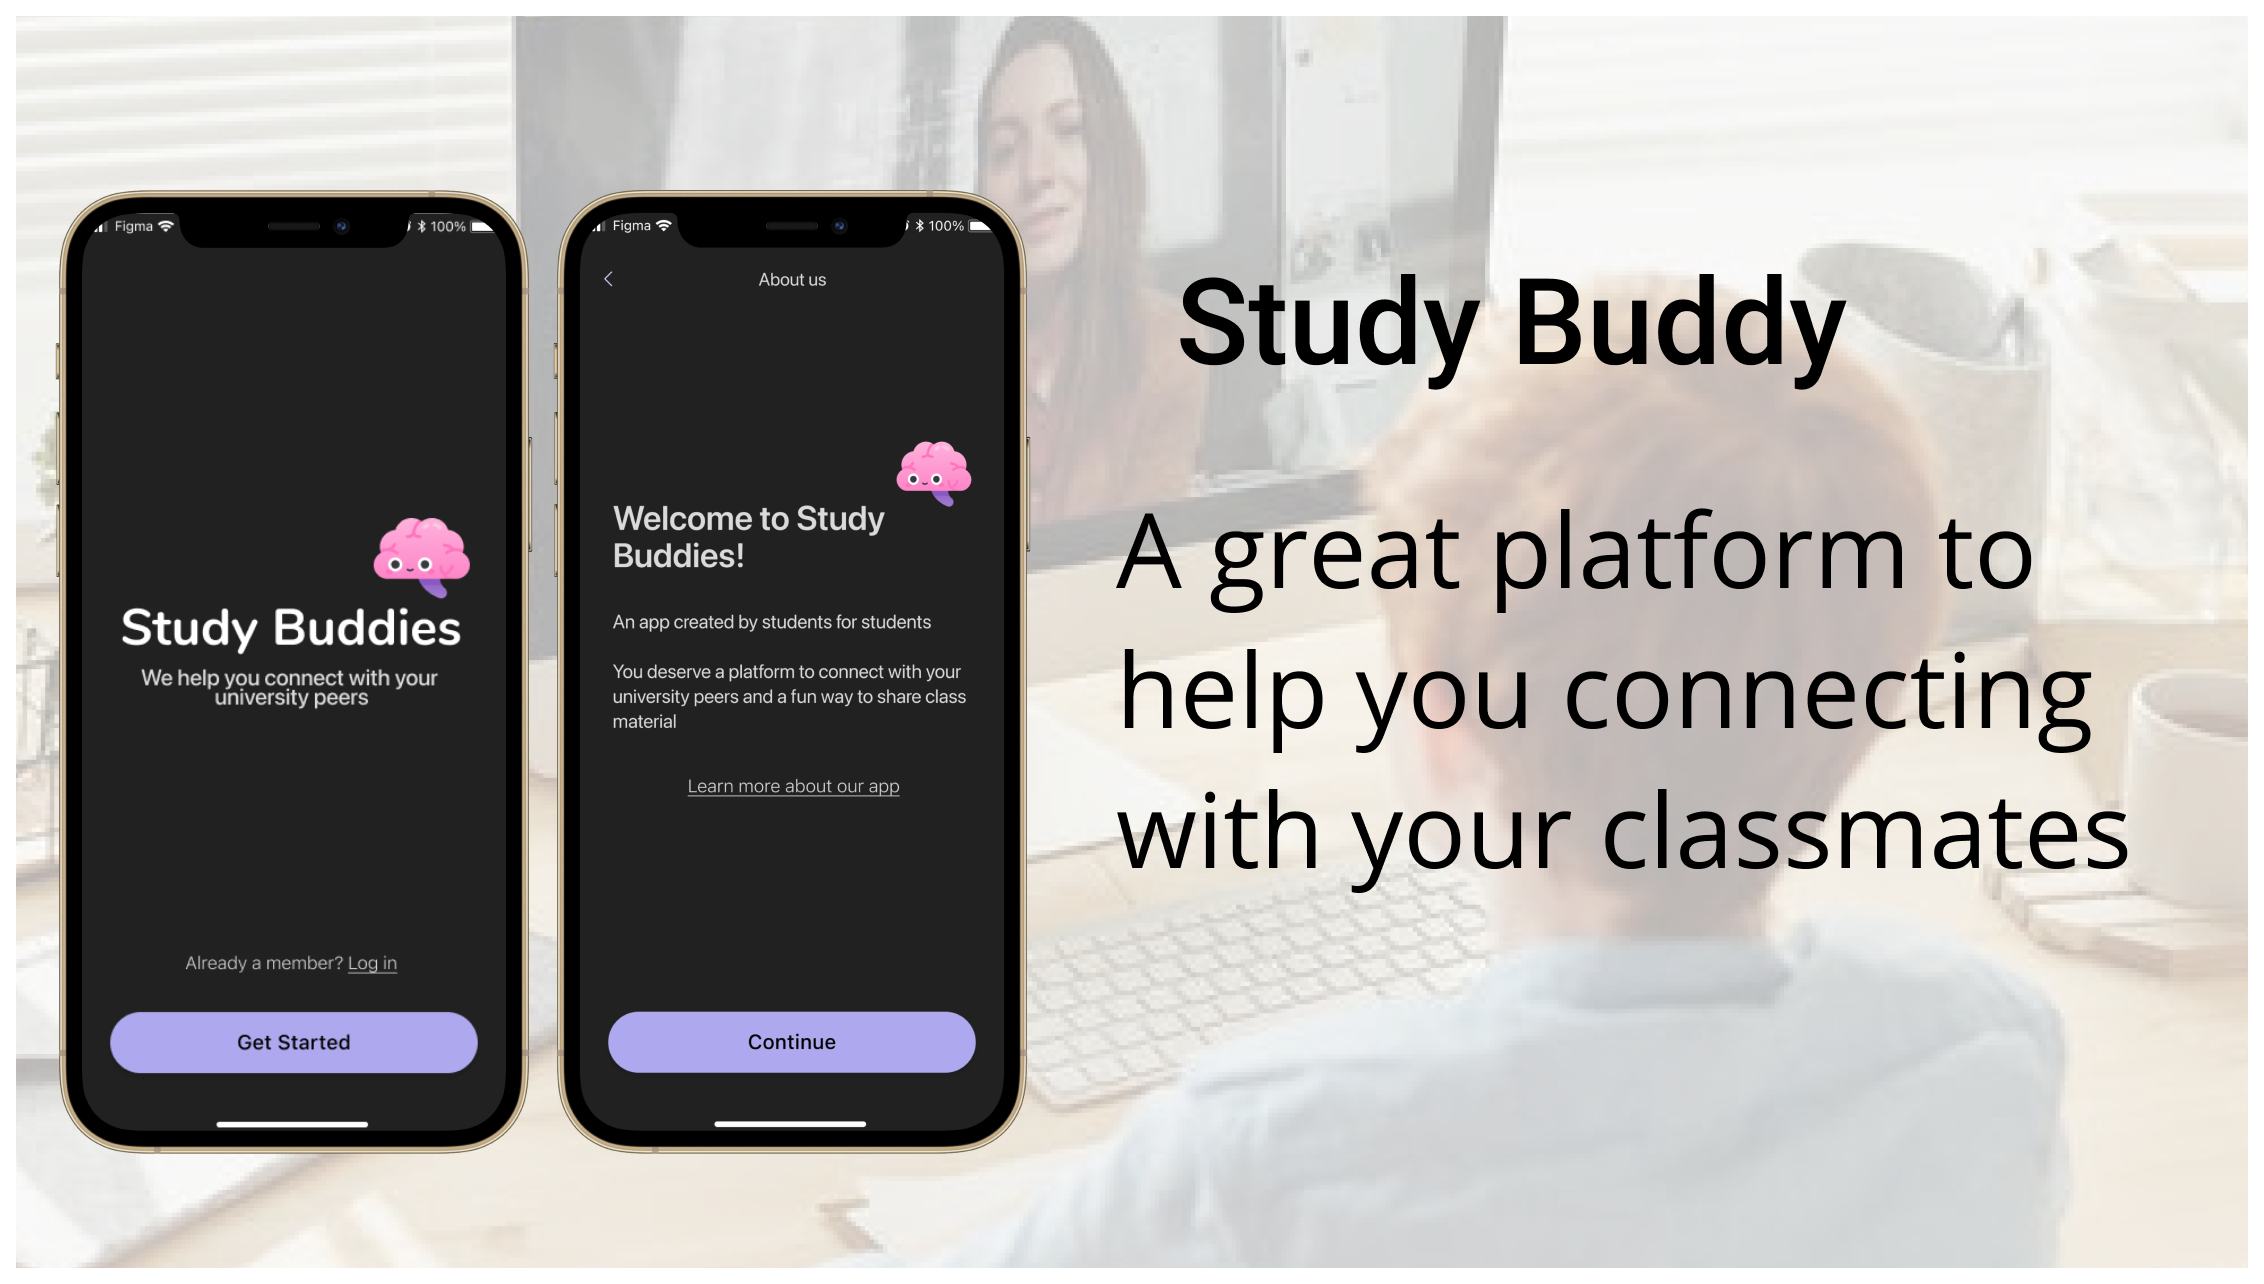 Figma 100%
Study Buddies
We help you connect with your
university peers
Already a member? Log in
Get Started
Figma 100%
About us
Welcome to Study
Buddies!
An app created by students for students
You deserve a platform to connect with your
university peers and a fun way to share class
material
Learn more about our app
Continue
Study Buddy
A great platform to
help you connecting
with your classmates